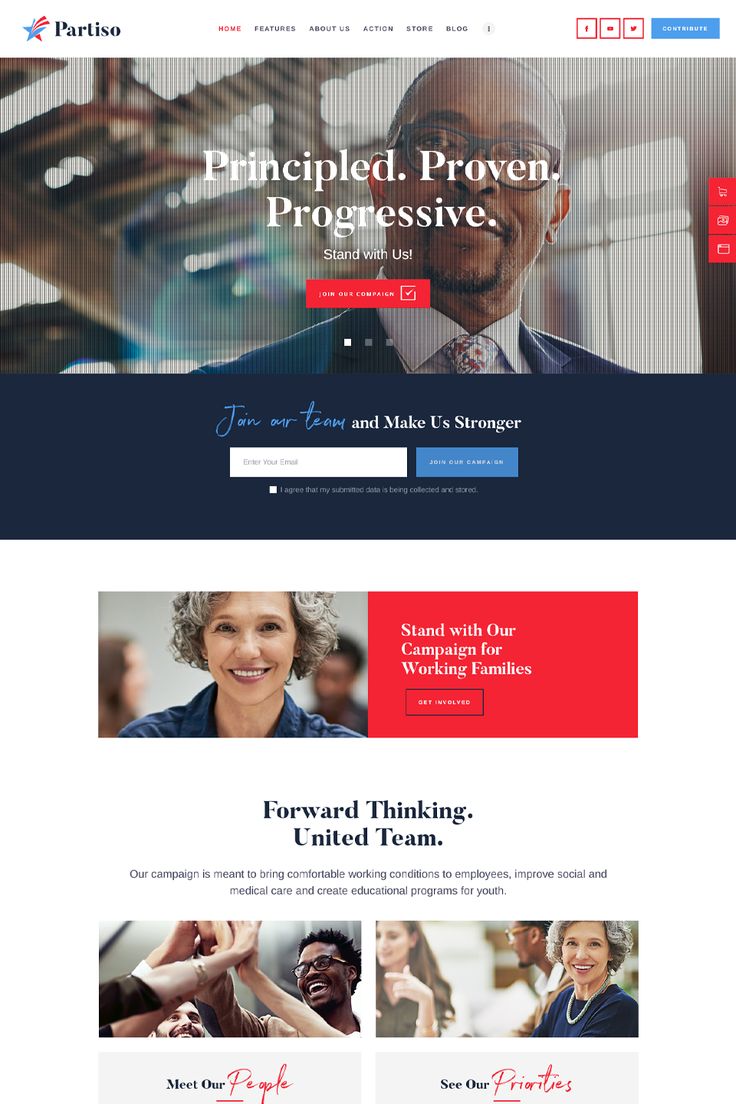 Partiso
HOME FEATURES ABOUT US ACTION STORE BLOG
CONTRIBUTE
Principled. Proven.
Progressive.
Stand with Us!
JOIN OUR COMPAIGN
Join our team and Make Us Stronger
Enter Your Email
JOIN OUR CAMPAIGN
I agree that my submitted data is being collected and stored.
Stand with Our
Campaign for
Working Families
GET INVOLVED
Forward Thinking.
United Team.
Our campaign is meant to bring comfortable working conditions to employees, improve social and
medical care and create educational programs for youth.
Meet Our People
See Our Priorities